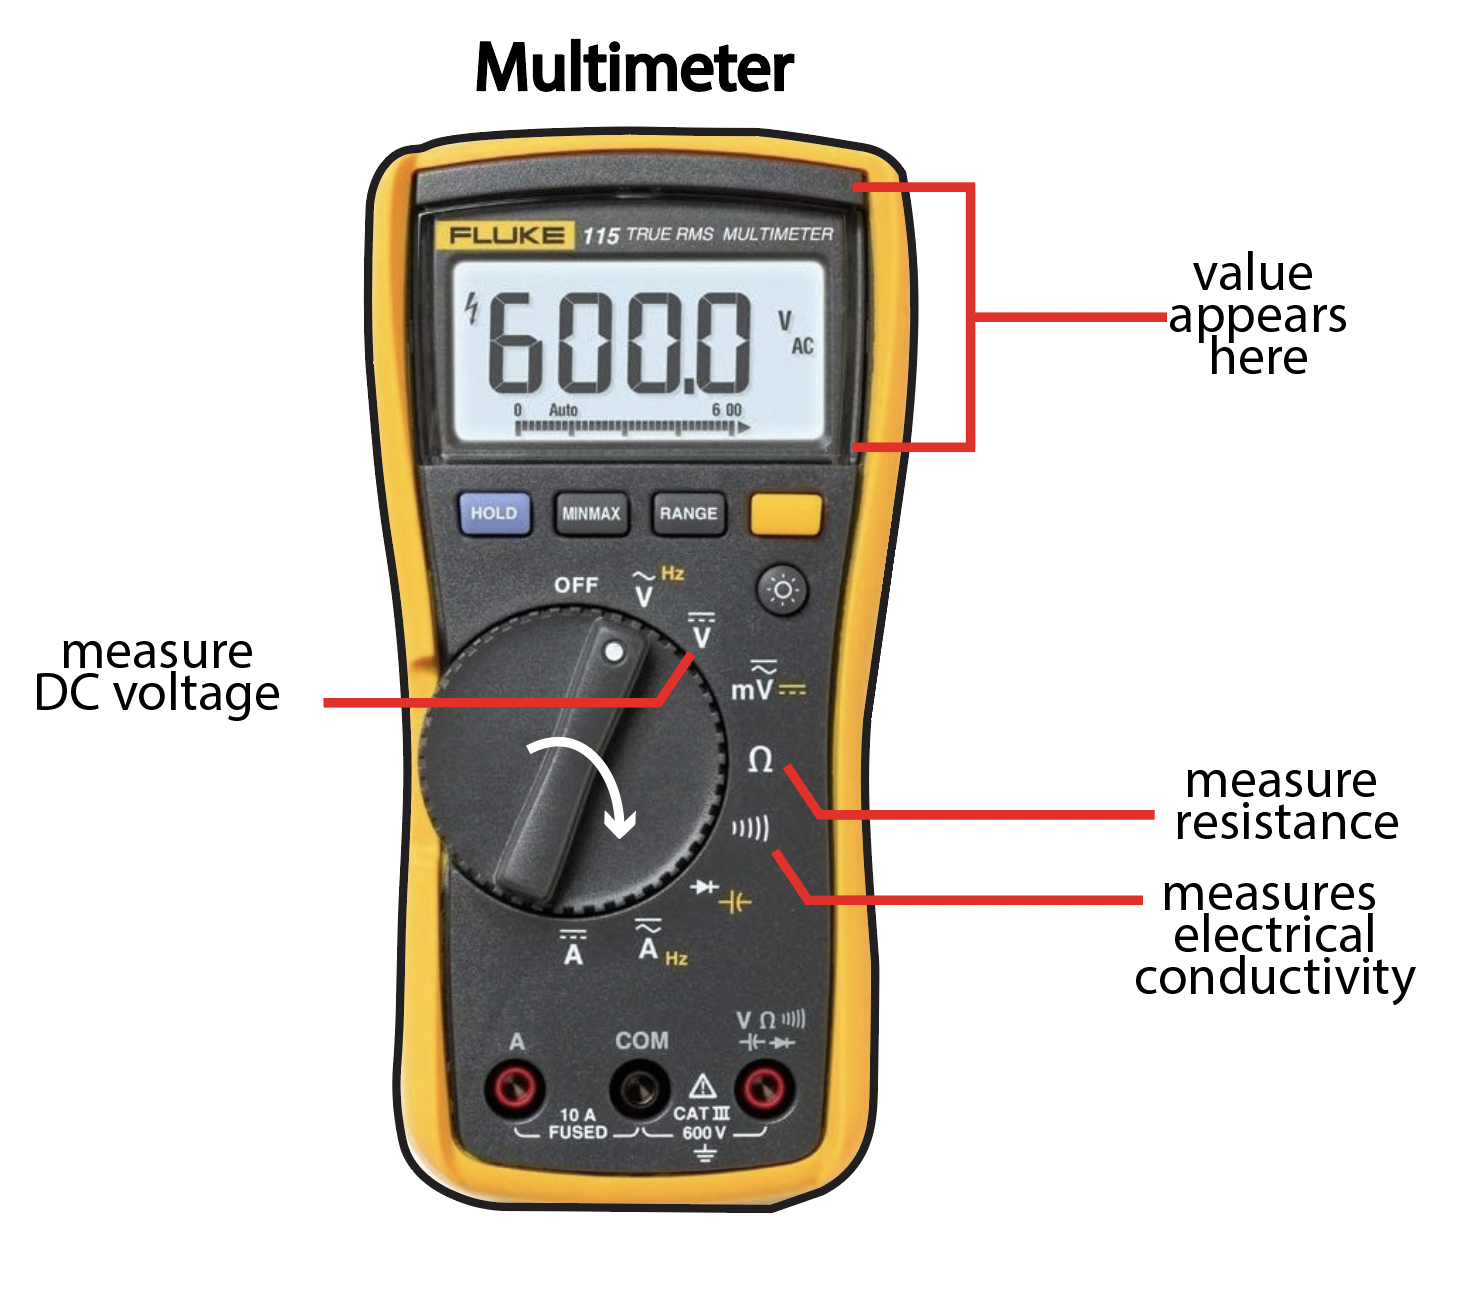 Multimeter
FLUKE 115 TRUE RMS MULTIMETER
600.0 V
AC
0 Auto 6 00
value
appears
here
HOLD MINMAX RANGE
OFF V Hz
V
measure
DC voltage
mV
Ω
measure
resistance
measures
electrical
conductivity
A
A Hz
V Ω
A COM
10 A
FUSED
CAT III
600 V